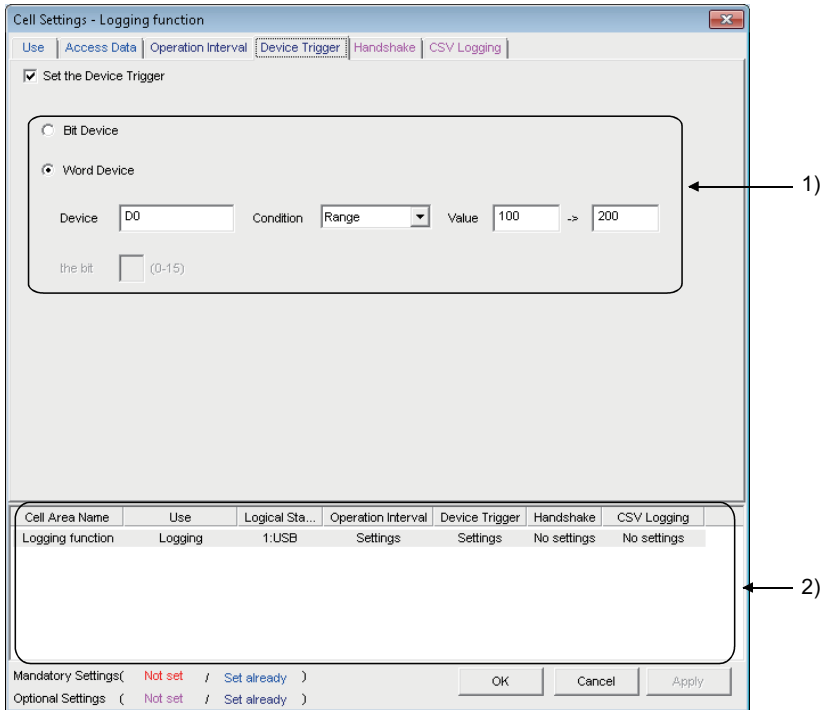 Cell Settings - Logging function
Use Access Data Operation Interval Device Trigger Handshake CSV Logging
Set the Device Trigger
Bit Device
1)
Word Device
Device D0 Condition Range Value 100 -> 200
the bit (0-15)
Cell Area Name Use Logical Sta... Operation Interval Device Trigger Handshake CSV Logging
Logging function Logging 1:USB Settings Settings No settings No settings
2)
Mandatory Settings( Not set / Set already )
OK Cancel Apply
Optional Settings ( Not set / Set already )